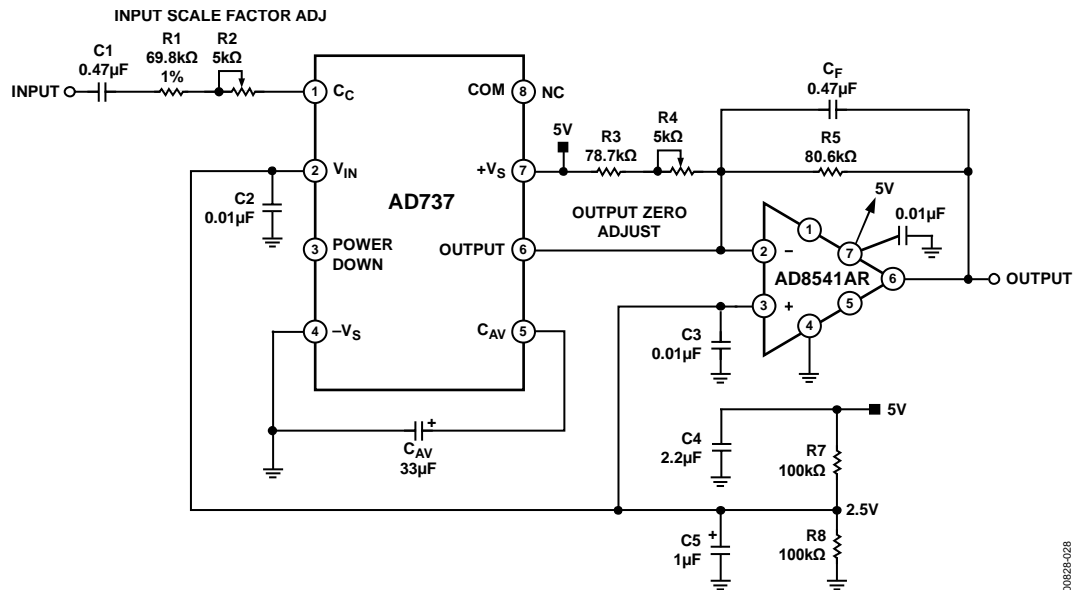 INPUT SCALE FACTOR ADJ
C1
0.47µF
R1
69.8kΩ
1%
R2
5kΩ
INPUT
1
CC
COM
8
NC
2
VIN
+VS
7
AD737
3
POWER
DOWN
OUTPUT
6
4
–VS
CAV
5
C2
0.01µF
CAV
33µF
+
5V
R3
78.7kΩ
R4
5kΩ
OUTPUT ZERO
ADJUST
CF
0.47µF
R5
80.6kΩ
5V
0.01µF
1
7
2
–
AD8541AR
6
OUTPUT
3
+
5
4
C3
0.01µF
5V
C4
2.2µF
R7
100kΩ
2.5V
C5
1µF
+
R8
100kΩ
00828-028